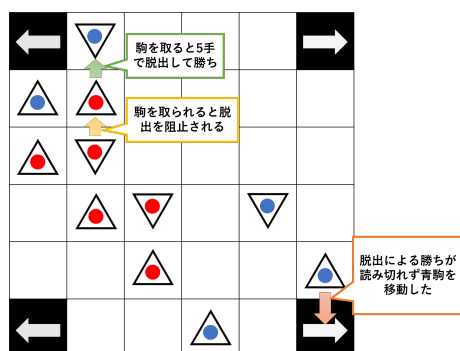 駒を取ると5手
で脱出して勝ち
駒を取られると脱
出を阻止される
脱出による勝ちが
読み切れず青駒を
移動した